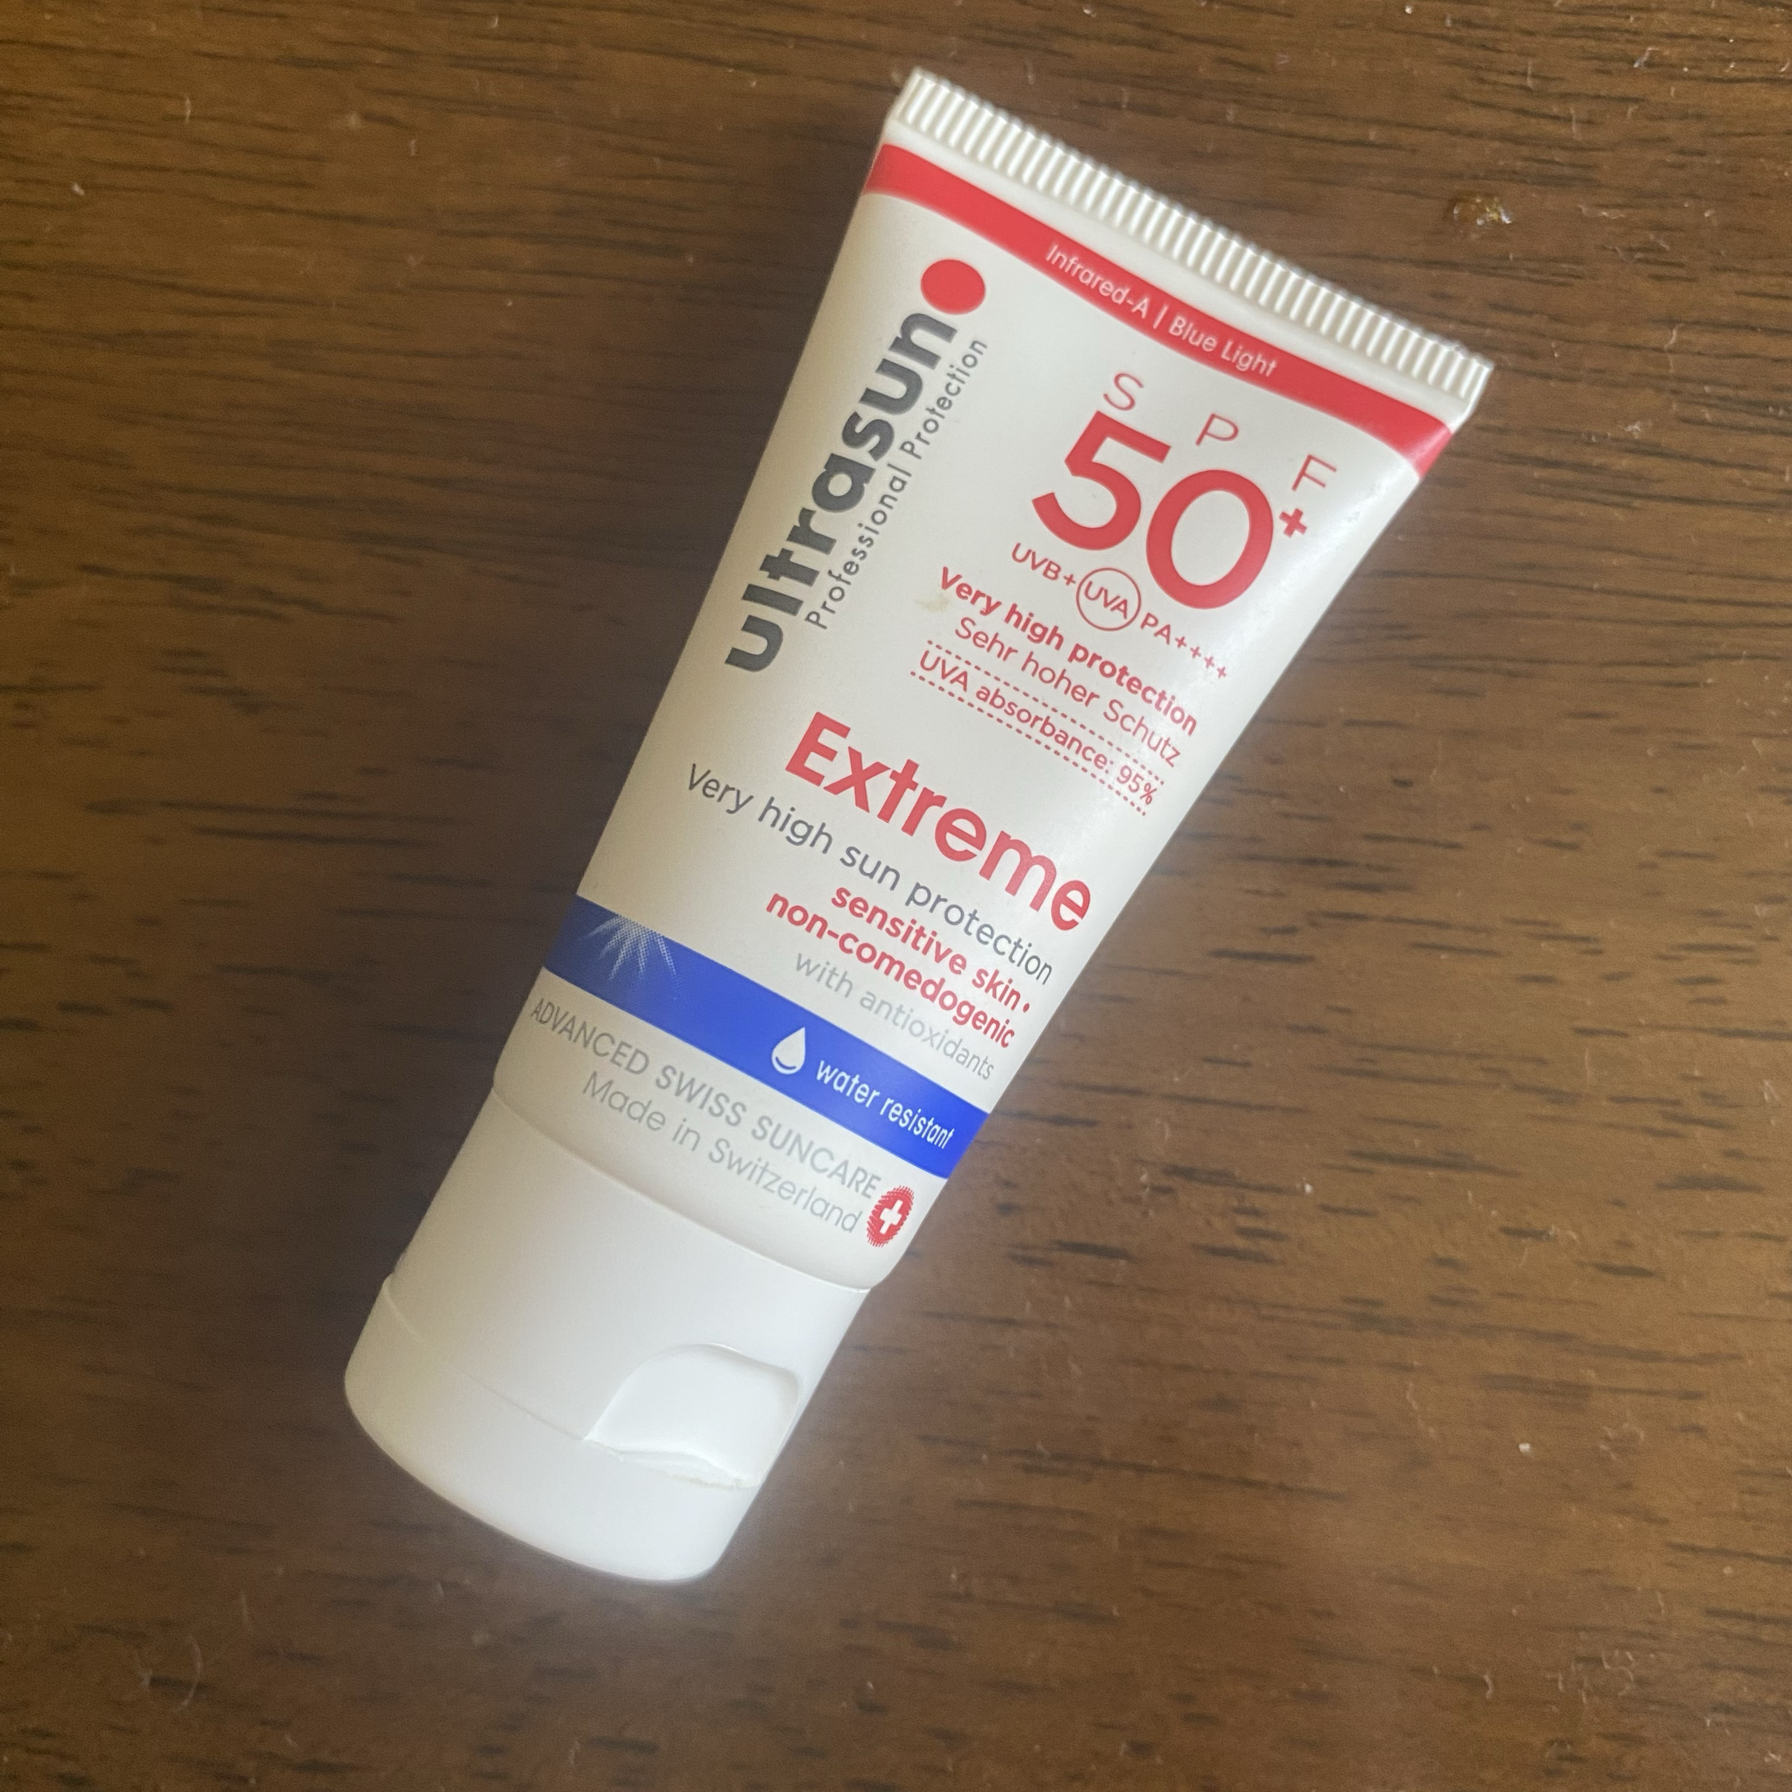 Infrared-A | Blue Light
ultrasun
Professional Protection
SPF
50+
UVB+ UVA PA++++
Very high protection
Sehr hoher Schutz
UVA absorbance: 95%
Extreme
Very high sun protection
sensitive skin•
non-comedogenic
with antioxidants
water resistant
ADVANCED SWISS SUNCARE
Made in Switzerland